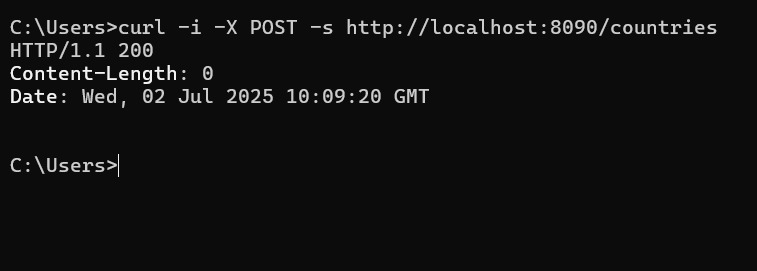 C:\Users>curl -i -X POST -s http://localhost:8090/countries
HTTP/1.1 200
Content-Length: 0
Date: Wed, 02 Jul 2025 10:09:20 GMT
C:\Users>